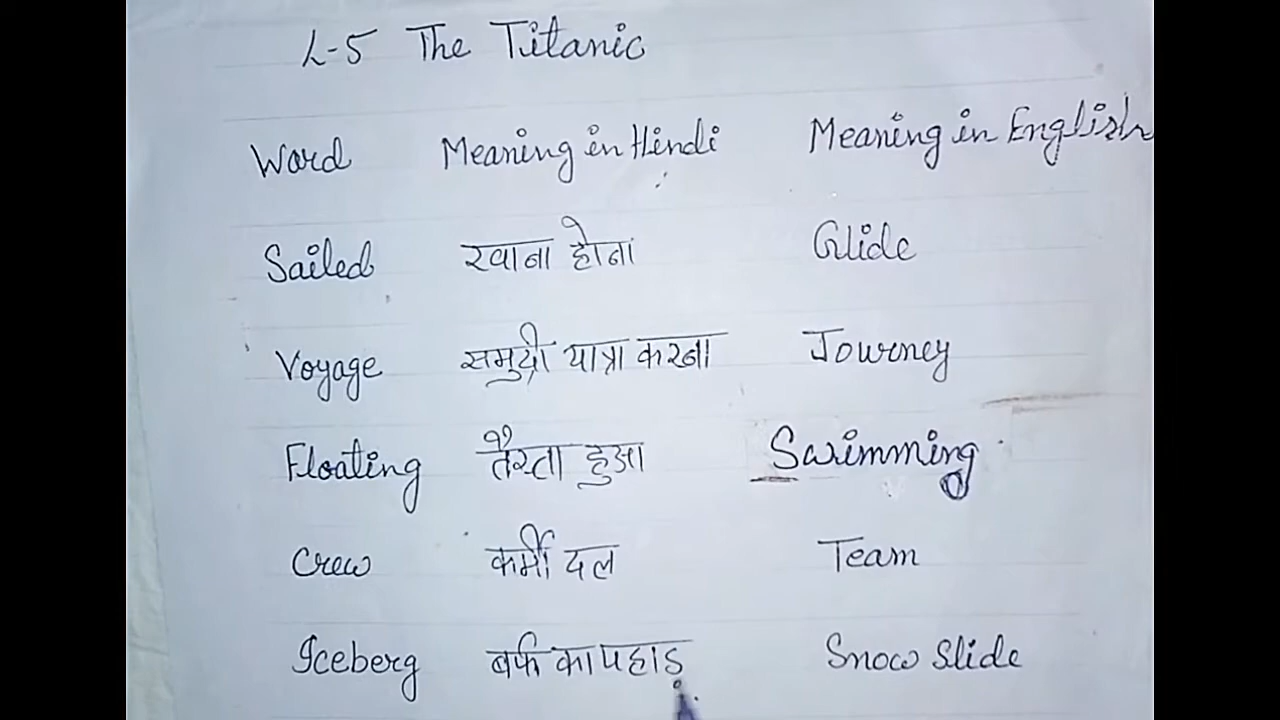 L-5 The Titanic
Word Meaning in Hindi Meaning in English
Sailed रवाना होना Glide
Voyage समुद्री यात्रा करना Journey
Floating तैरता हुआ Swimming
Crew कर्मी दल Team
Iceberg बर्फ का पहाड़ Snow Slide